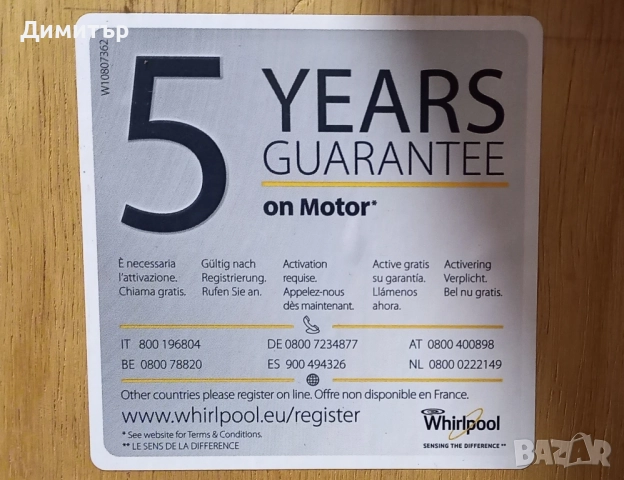 Димитър
W10807362
5 YEARS
GUARANTEE
on Motor*
È necessaria
l'attivazione.
Chiama gratis.
Gültig nach
Registrierung.
Rufen Sie an.
Activation
requise.
Appelez-nous
dès maintenant.
Active gratis
su garantía.
Llámenos
ahora.
Activering
Verplicht.
Bel nu gratis.
IT 800 196804
DE 0800 7234877
AT 0800 400898
BE 0800 78820
ES 900 494326
NL 0800 0222149
Other countries please register on line. Offre non disponible en France.
www.whirlpool.eu/register
* See website for Terms & Conditions.
** LE SENS DE LA DIFFÉRENCE
Whirlpool
SENSING THE DIFFERENCE**
BAZAR